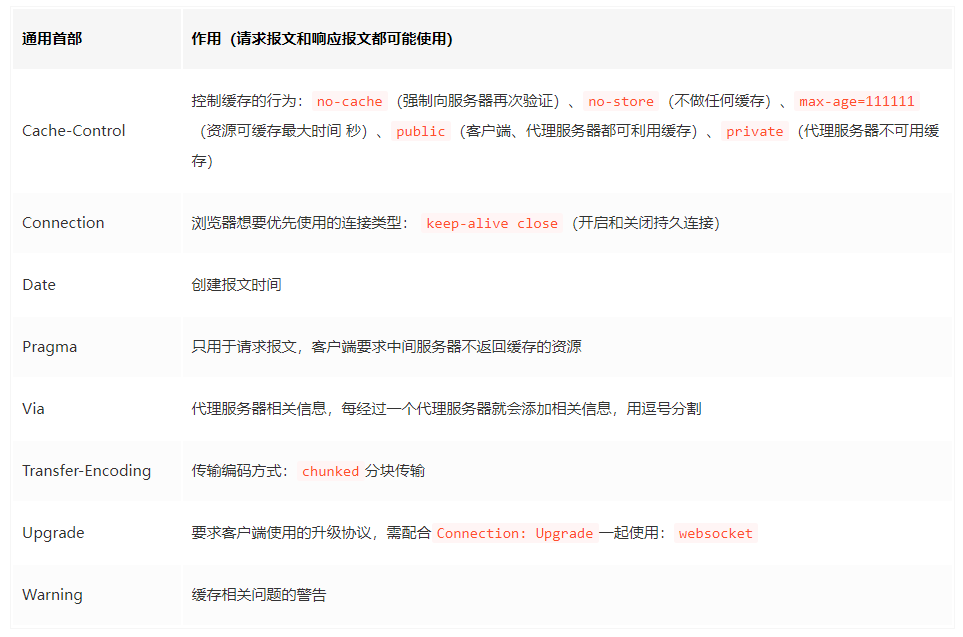 通用首部 作用（请求报文和响应报文都可能使用）
控制缓存的行为： no-cache （强制向服务器再次验证）、 no-store （不做任何缓存）、 max-age=111111
Cache-Control （资源可缓存最大时间 秒）、 public （客户端、代理服务器都可利用缓存）、 private （代理服务器不可用缓
存）
Connection 浏览器想要优先使用的连接类型： keep-alive close （开启和关闭持久连接）
Date 创建报文时间
Pragma 只用于请求报文，客户端要求中间服务器不返回缓存的资源
Via 代理服务器相关信息，每经过一个代理服务器就会添加相关信息，用逗号分割
Transfer-Encoding 传输编码方式： chunked 分块传输
Upgrade 要求客户端使用的升级协议，需配合 Connection: Upgrade 一起使用： websocket
Warning 缓存相关问题的警告